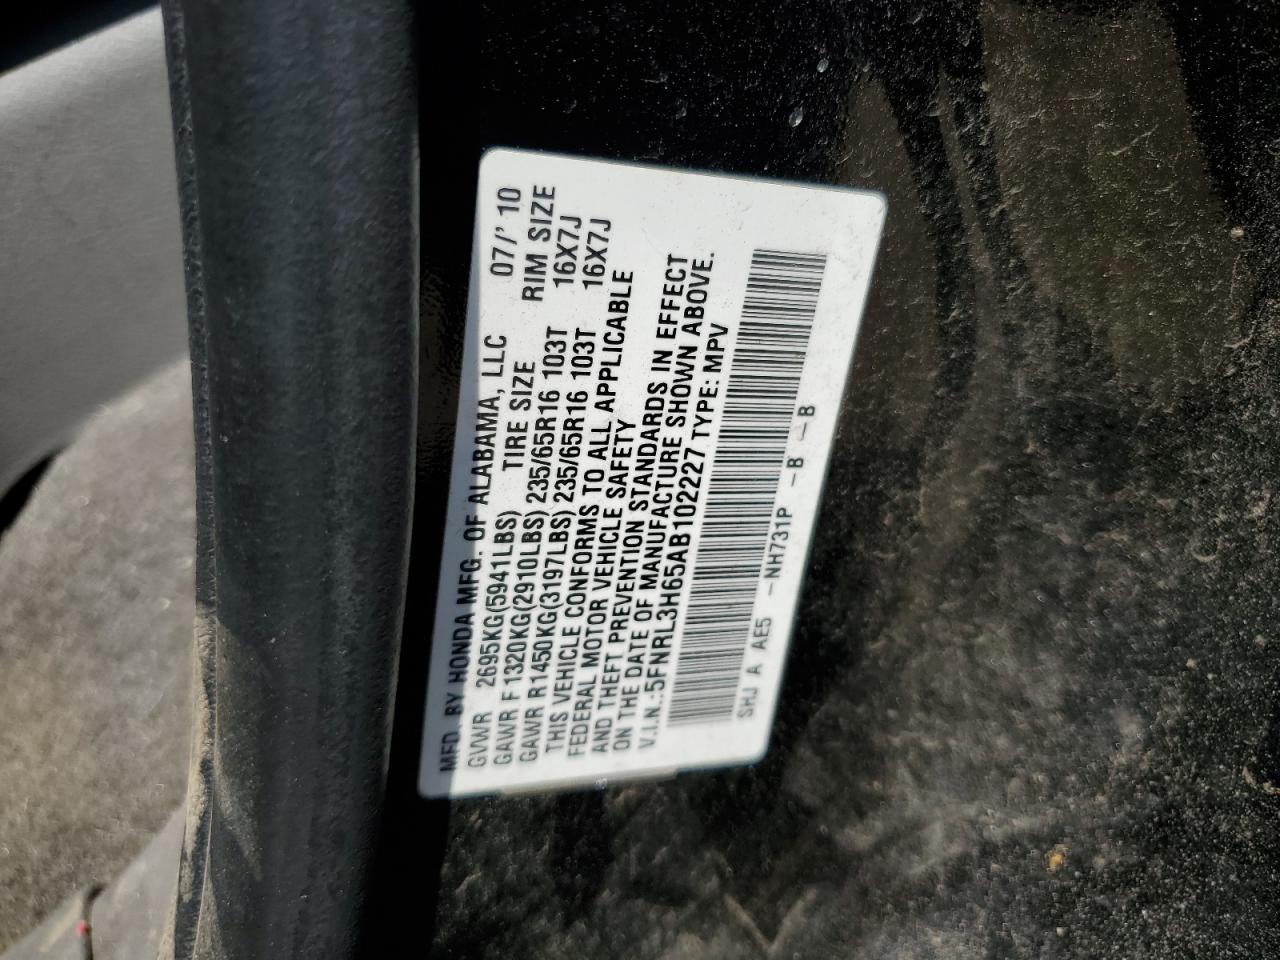 MFD. BY HONDA MFG. OF ALABAMA, LLC 07/' 10
GVWR 2695KG(5941LBS) TIRE SIZE RIM SIZE
GAWR F 1320KG(2910LBS) 235/65R16 103T 16X7J
GAWR R 1450KG(3197LBS) 235/65R16 103T 16X7J
THIS VEHICLE CONFORMS TO ALL APPLICABLE
FEDERAL MOTOR VEHICLE SAFETY
AND THEFT PREVENTION STANDARDS IN EFFECT
ON THE DATE OF MANUFACTURE SHOWN ABOVE.
V.I.N.:5FNRL3H65AB102227 TYPE: MPV
SHJ A AE5 -NH731P -B -B